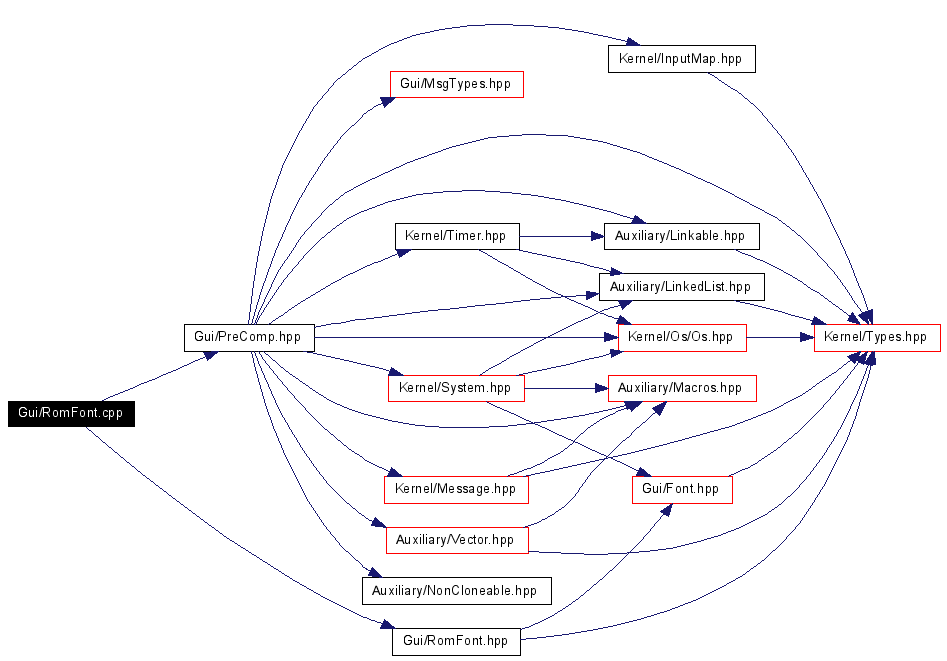 Kernel/InputMap.hpp
Gui/MsgTypes.hpp
Kernel/Timer.hpp
Auxiliary/Linkable.hpp
Auxiliary/LinkedList.hpp
Gui/PreComp.hpp
Kernel/Os/Os.hpp
Kernel/Types.hpp
Kernel/System.hpp
Auxiliary/Macros.hpp
Gui/RomFont.cpp
Kernel/Message.hpp
Gui/Font.hpp
Auxiliary/Vector.hpp
Auxiliary/NonCloneable.hpp
Gui/RomFont.hpp